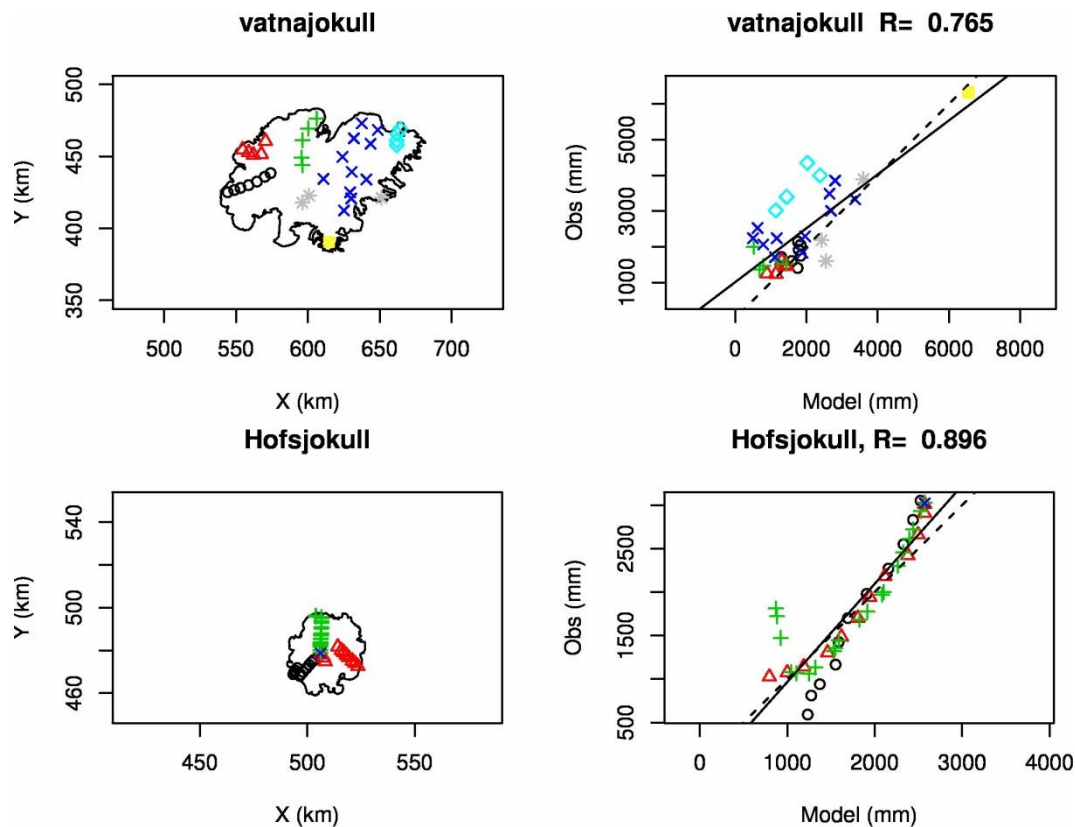 vatnajokull
Y (km)
500
450
400
350
500 550 600 650 700
X (km)
vatnajokull R= 0.765
Obs (mm)
5000
3000
1000
0 2000 4000 6000 8000
Model (mm)
Hofsjokull
Y (km)
540
500
460
450 500 550
X (km)
Hofsjokull, R= 0.896
Obs (mm)
2500
1500
500
0 1000 2000 3000 4000
Model (mm)